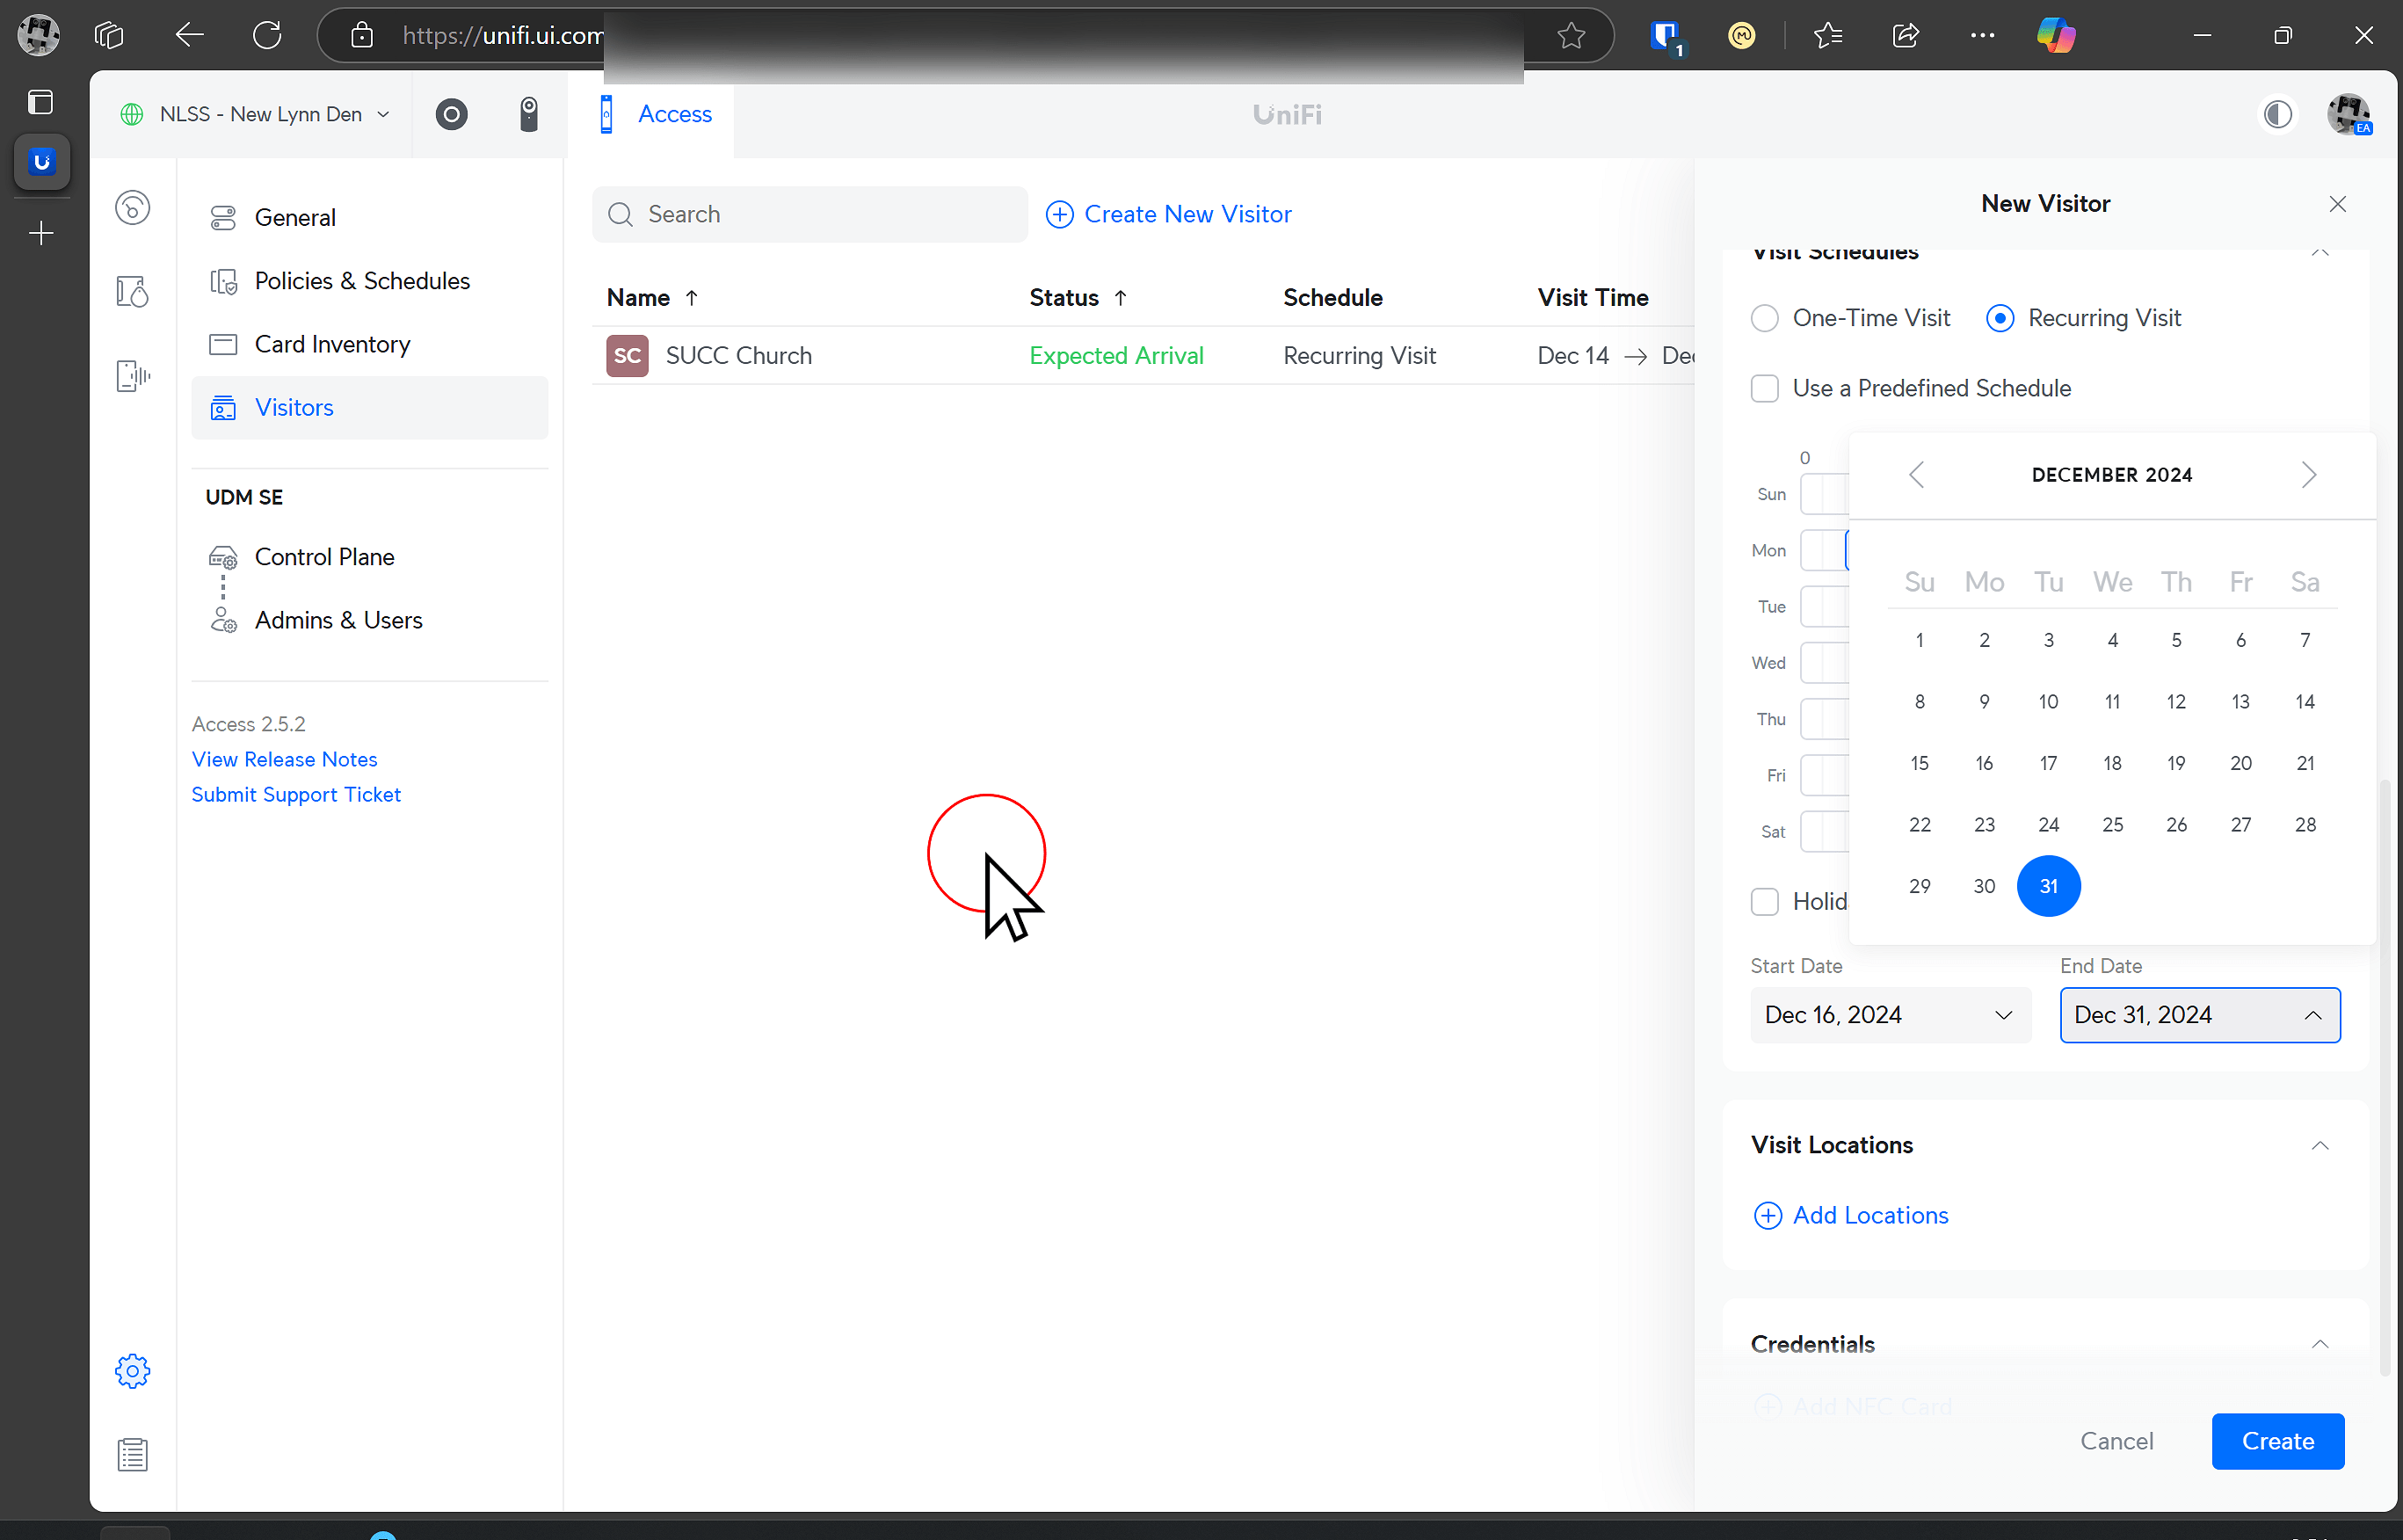 https://unifi.ui.com
1
NLSS - New Lynn Den
Access
UniFi
EA
General
Policies & Schedules
Card Inventory
Visitors
UDM SE
Control Plane
Admins & Users
Access 2.5.2
View Release Notes
Submit Support Ticket
Search
Create New Visitor
Name ↑ Status ↑ Schedule Visit Time
SC SUCC Church Expected Arrival Recurring Visit Dec 14 → Dec
New Visitor
Visit Schedules
One-Time Visit Recurring Visit
Use a Predefined Schedule
0
Sun
Mon
Tue
Wed
Thu
Fri
Sat
DECEMBER 2024
Su Mo Tu We Th Fr Sa
1 2 3 4 5 6 7
8 9 10 11 12 13 14
15 16 17 18 19 20 21
22 23 24 25 26 27 28
29 30 31
Start Date End Date
Dec 16, 2024 Dec 31, 2024
Visit Locations
Add Locations
Credentials
Add NFC Card
Cancel Create